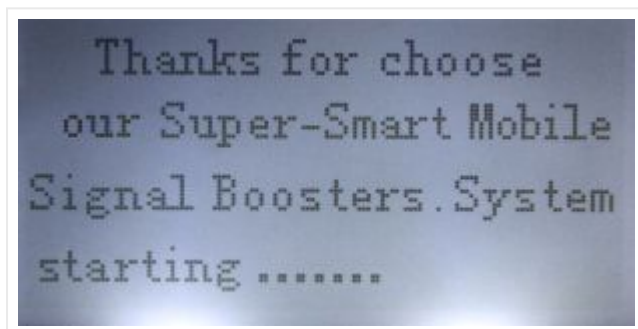 Thanks for choose
our Super-Smart Mobile
Signal Boosters.System
starting .......